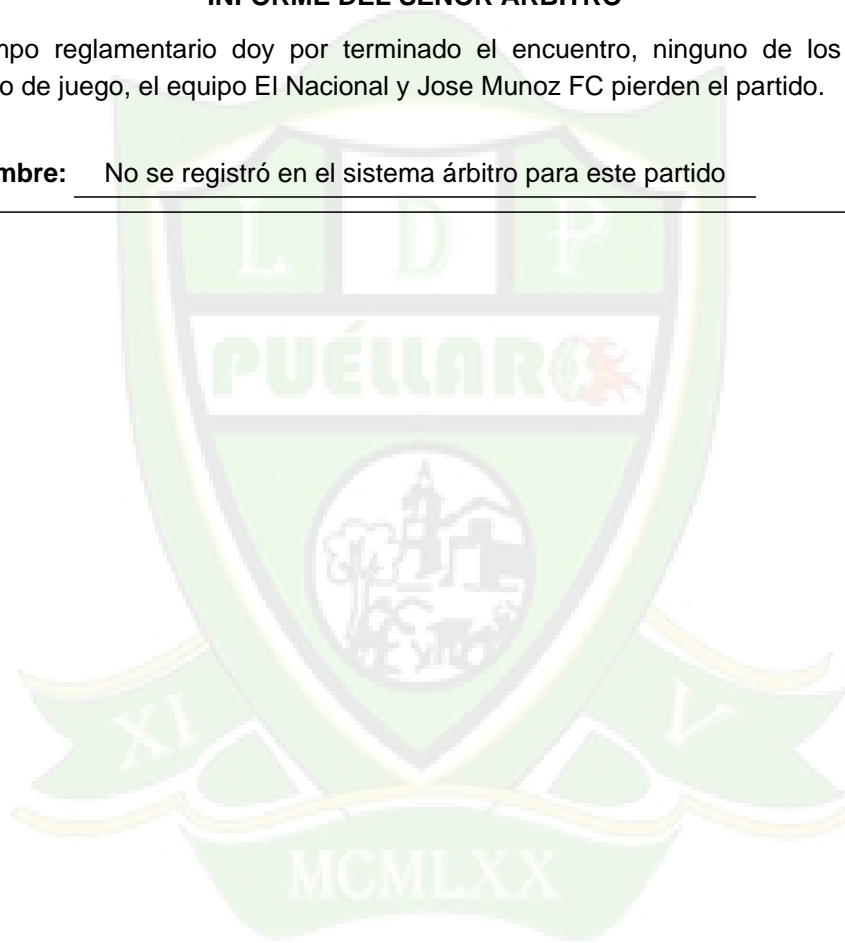 INFORME DEL SEÑOR ÁRBITRO
mpo reglamentario doy por terminado el encuentro, ninguno de los
o de juego, el equipo El Nacional y Jose Munoz FC pierden el partido.
mbre: No se registró en el sistema árbitro para este partido
L D P
PUÉLLARO
XI V
MCMLXX